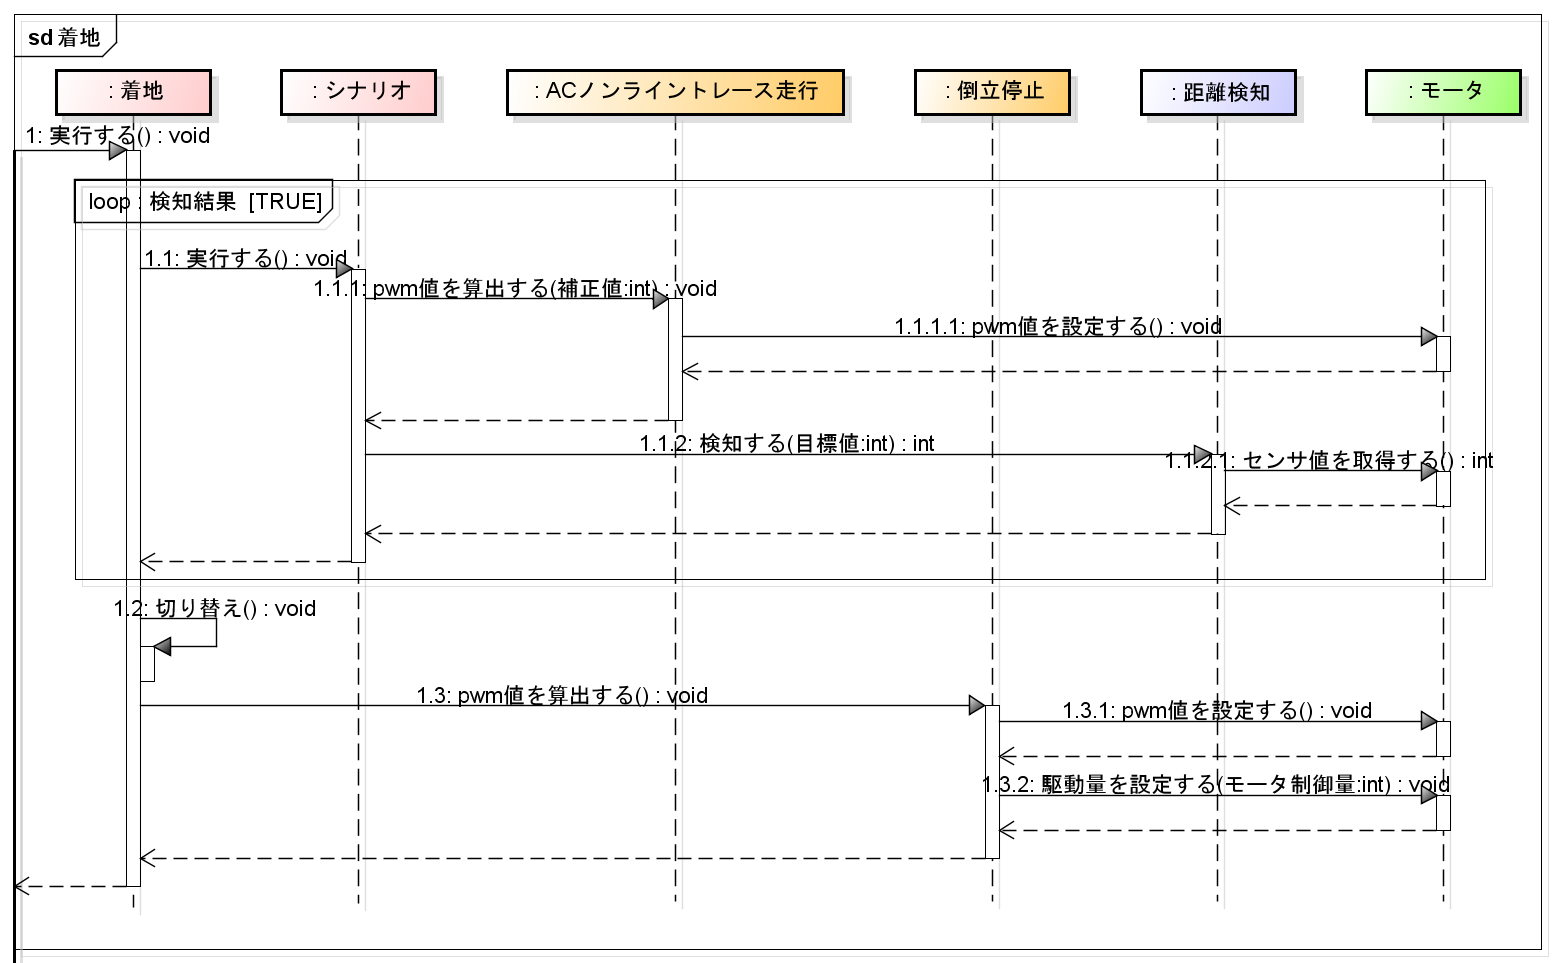 sd 着地
: 着地
: シナリオ
: ACノンライントレース走行
: 倒立停止
: 距離検知
: モータ
1: 実行する() : void
loop : 検知結果 [TRUE]
1.1: 実行する() : void
1.1.1: pwm値を算出する(補正値:int) : void
1.1.1.1: pwm値を設定する() : void
1.1.2: 検知する(目標値:int) : int
1.1.2.1: センサ値を取得する() : int
1.2: 切り替え() : void
1.3: pwm値を算出する() : void
1.3.1: pwm値を設定する() : void
1.3.2: 駆動量を設定する(モータ制御量:int) : void